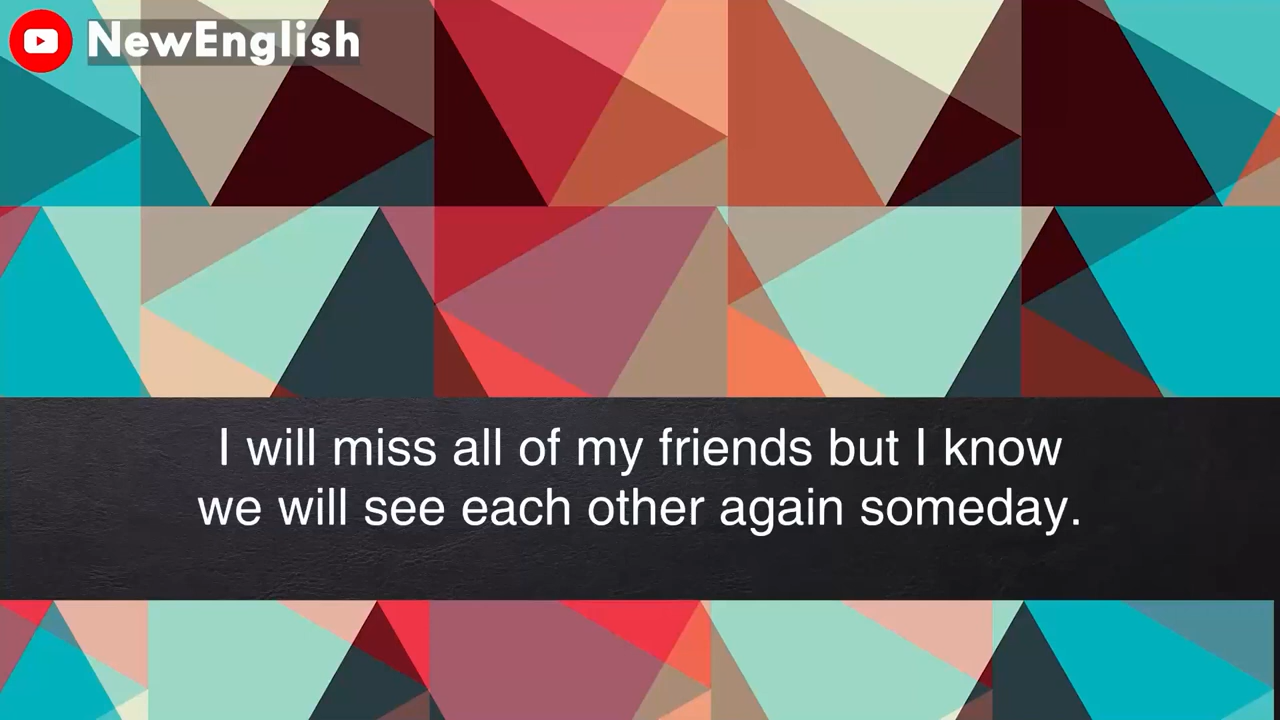 NewEnglish
I will miss all of my friends but I know
we will see each other again someday.